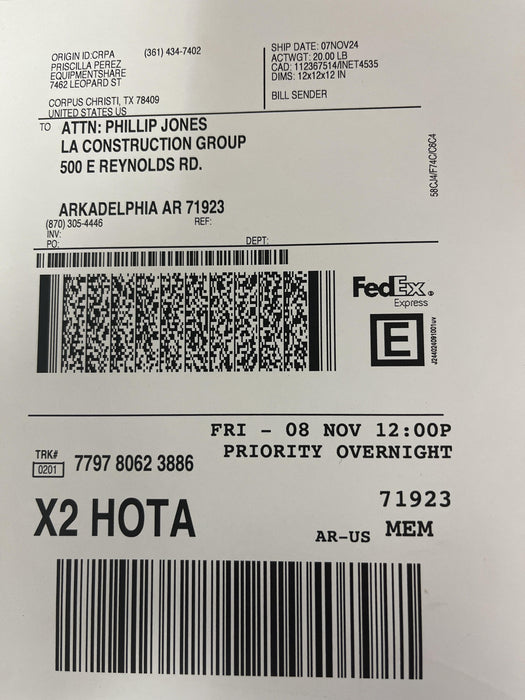 ORIGIN ID:CRPA (361) 434-7402
PRISCILLA PEREZ
EQUIPMENTSHARE
7462 LEOPARD ST
CORPUS CHRISTI, TX 78409
UNITED STATES US
SHIP DATE: 07NOV24
ACTWGT: 20.00 LB
CAD: 112367514/INET4535
DIMS: 12x12x12 IN
BILL SENDER
TO ATTN: PHILLIP JONES
LA CONSTRUCTION GROUP
500 E REYNOLDS RD.
ARKADELPHIA AR 71923
(870) 305-4446 REF:
INV:
PO: DEPT:
58CJ4/F74C/C6C4
FedEx
Express
E
FRI - 08 NOV 12:00P
PRIORITY OVERNIGHT
TRK#
0201 7797 8062 3886
X2 HOTA
71923
AR-US MEM